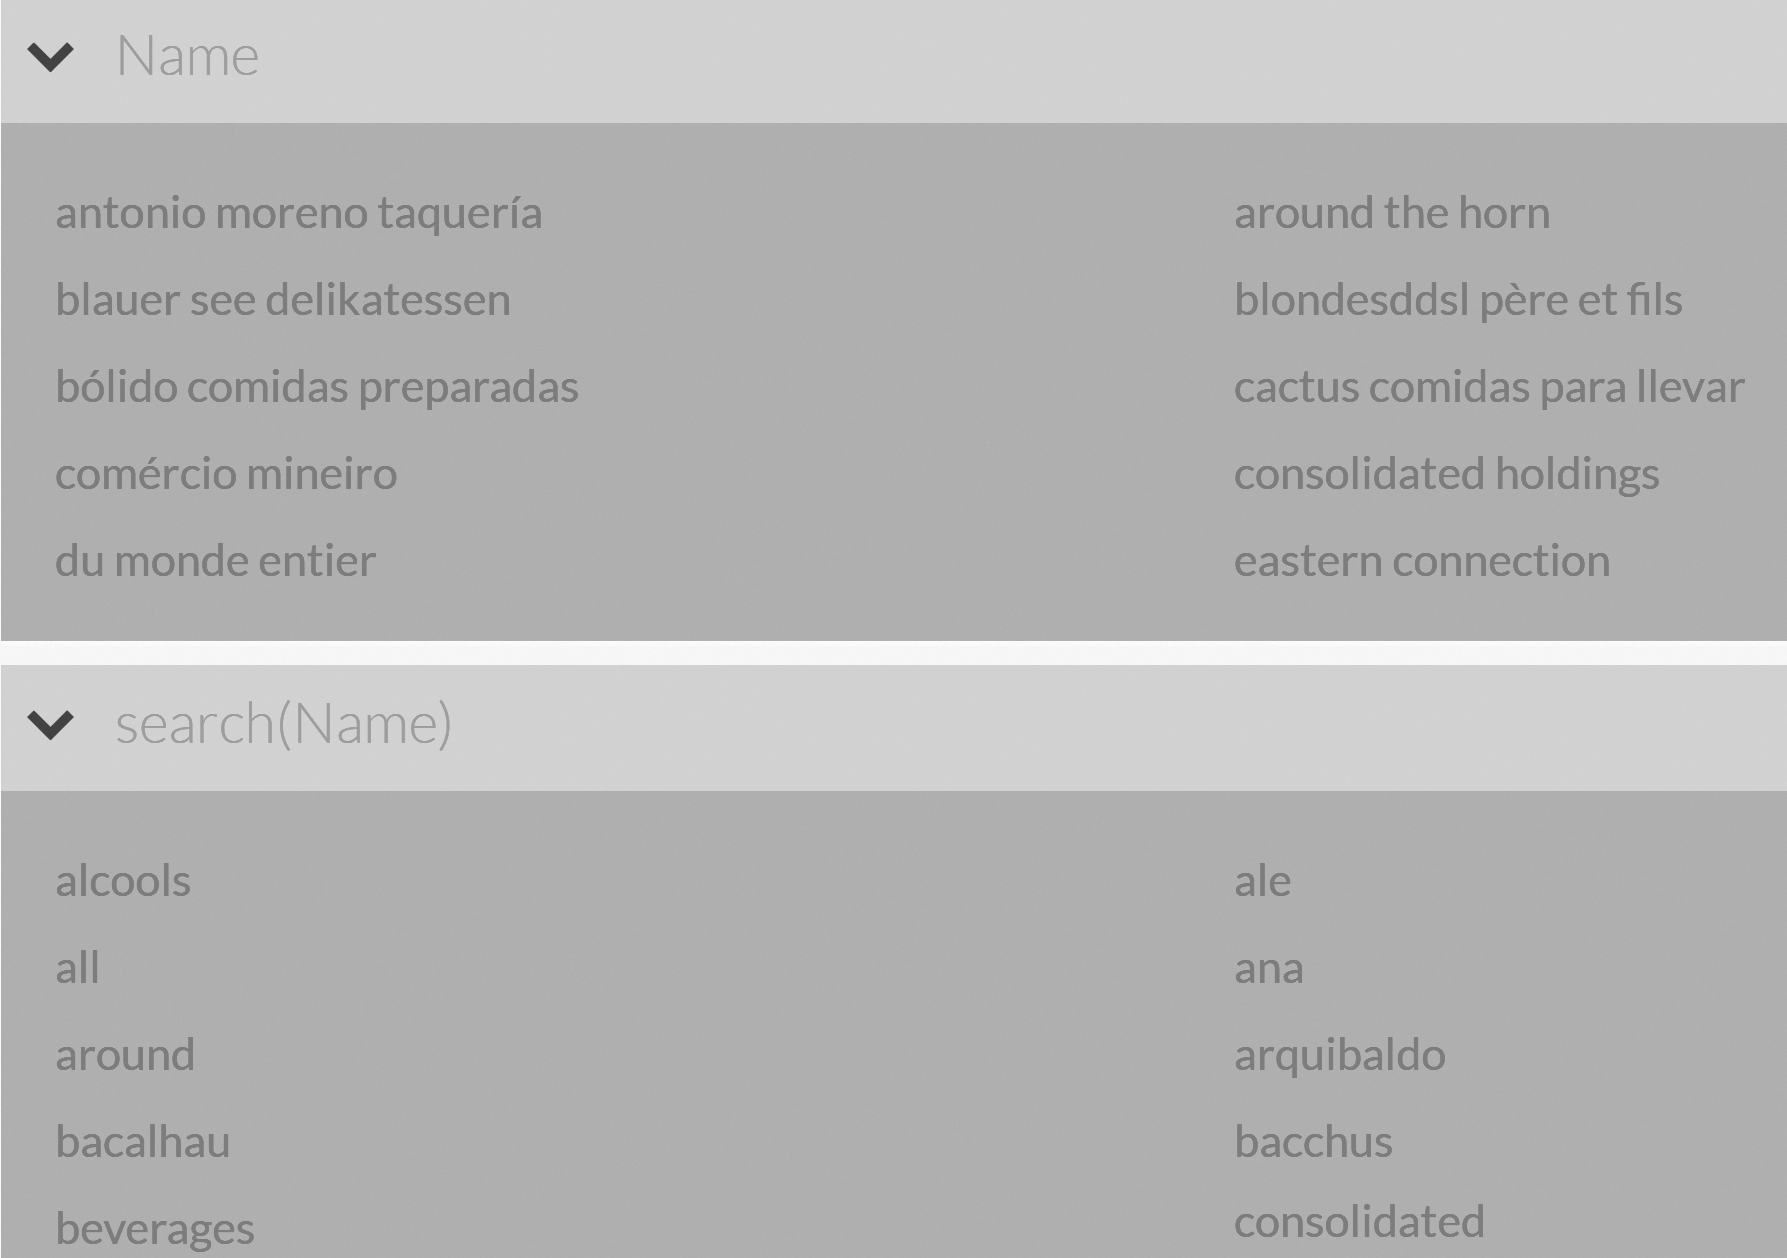 Name
antonio moreno taquería around the horn
blauer see delikatessen blondesddsl père et fils
bólido comidas preparadas cactus comidas para llevar
comércio mineiro consolidated holdings
du monde entier eastern connection
search(Name)
alcools ale
all ana
around arquibaldo
bacalhau bacchus
beverages consolidated